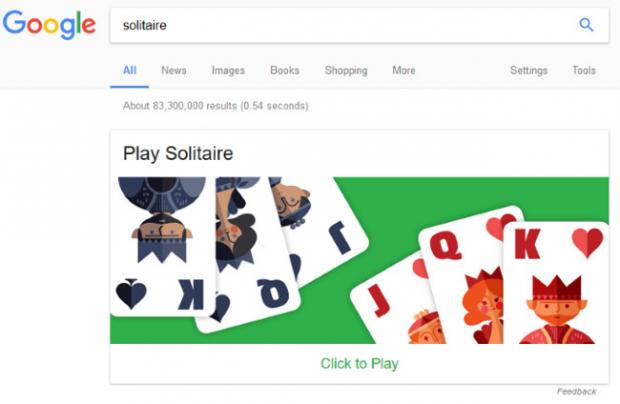 Google
solitaire
All News Images Books Shopping More Settings Tools
About 83,300,000 results (0.54 seconds)
Play Solitaire
K Q J J Q K
Click to Play
Feedback